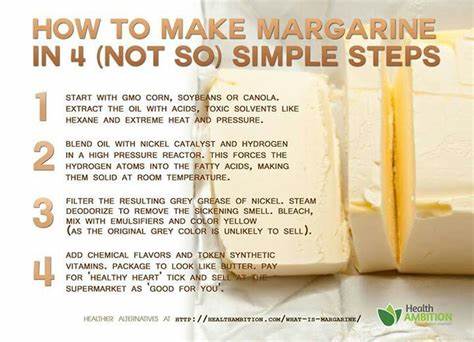 HOW TO MAKE MARGARINE
IN 4 (NOT SO) SIMPLE STEPS
1
START WITH GMO CORN, SOYBEANS OR CANOLA.
EXTRACT THE OIL WITH ACIDS, TOXIC SOLVENTS LIKE
HEXANE AND EXTREME HEAT AND PRESSURE.
2
BLEND OIL WITH NICKEL CATALYST AND HYDROGEN
IN A HIGH PRESSURE REACTOR. THIS FORCES THE
HYDROGEN ATOMS INTO THE FATTY ACIDS, MAKING
THEM SOLID AT ROOM TEMPERATURE.
3
FILTER THE RESULTING GREY GREASE OF NICKEL. STEAM
DEODORIZE TO REMOVE THE SICKENING SMELL. BLEACH,
MIX WITH EMULSIFIERS AND COLOR YELLOW
(AS THE ORIGINAL GREY COLOR IS UNLIKELY TO SELL).
4
ADD CHEMICAL FLAVORS AND TOKEN SYNTHETIC
VITAMINS. PACKAGE TO LOOK LIKE BUTTER. PAY
FOR 'HEALTHY HEART' TICK AND SELL AT THE
SUPERMARKET AS 'GOOD FOR YOU'.
HEALTHIER ALTERNATIVES AT HTTP://HEALTHAMBITION.COM/WHAT-IS-MARGARINE/
Health
AMBITION